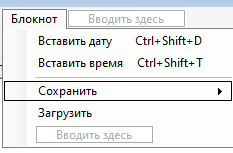 Блокнот Вводить здесь
Вставить дату Ctrl+Shift+D
Вставить время Ctrl+Shift+T
Сохранить
Загрузить
Вводить здесь